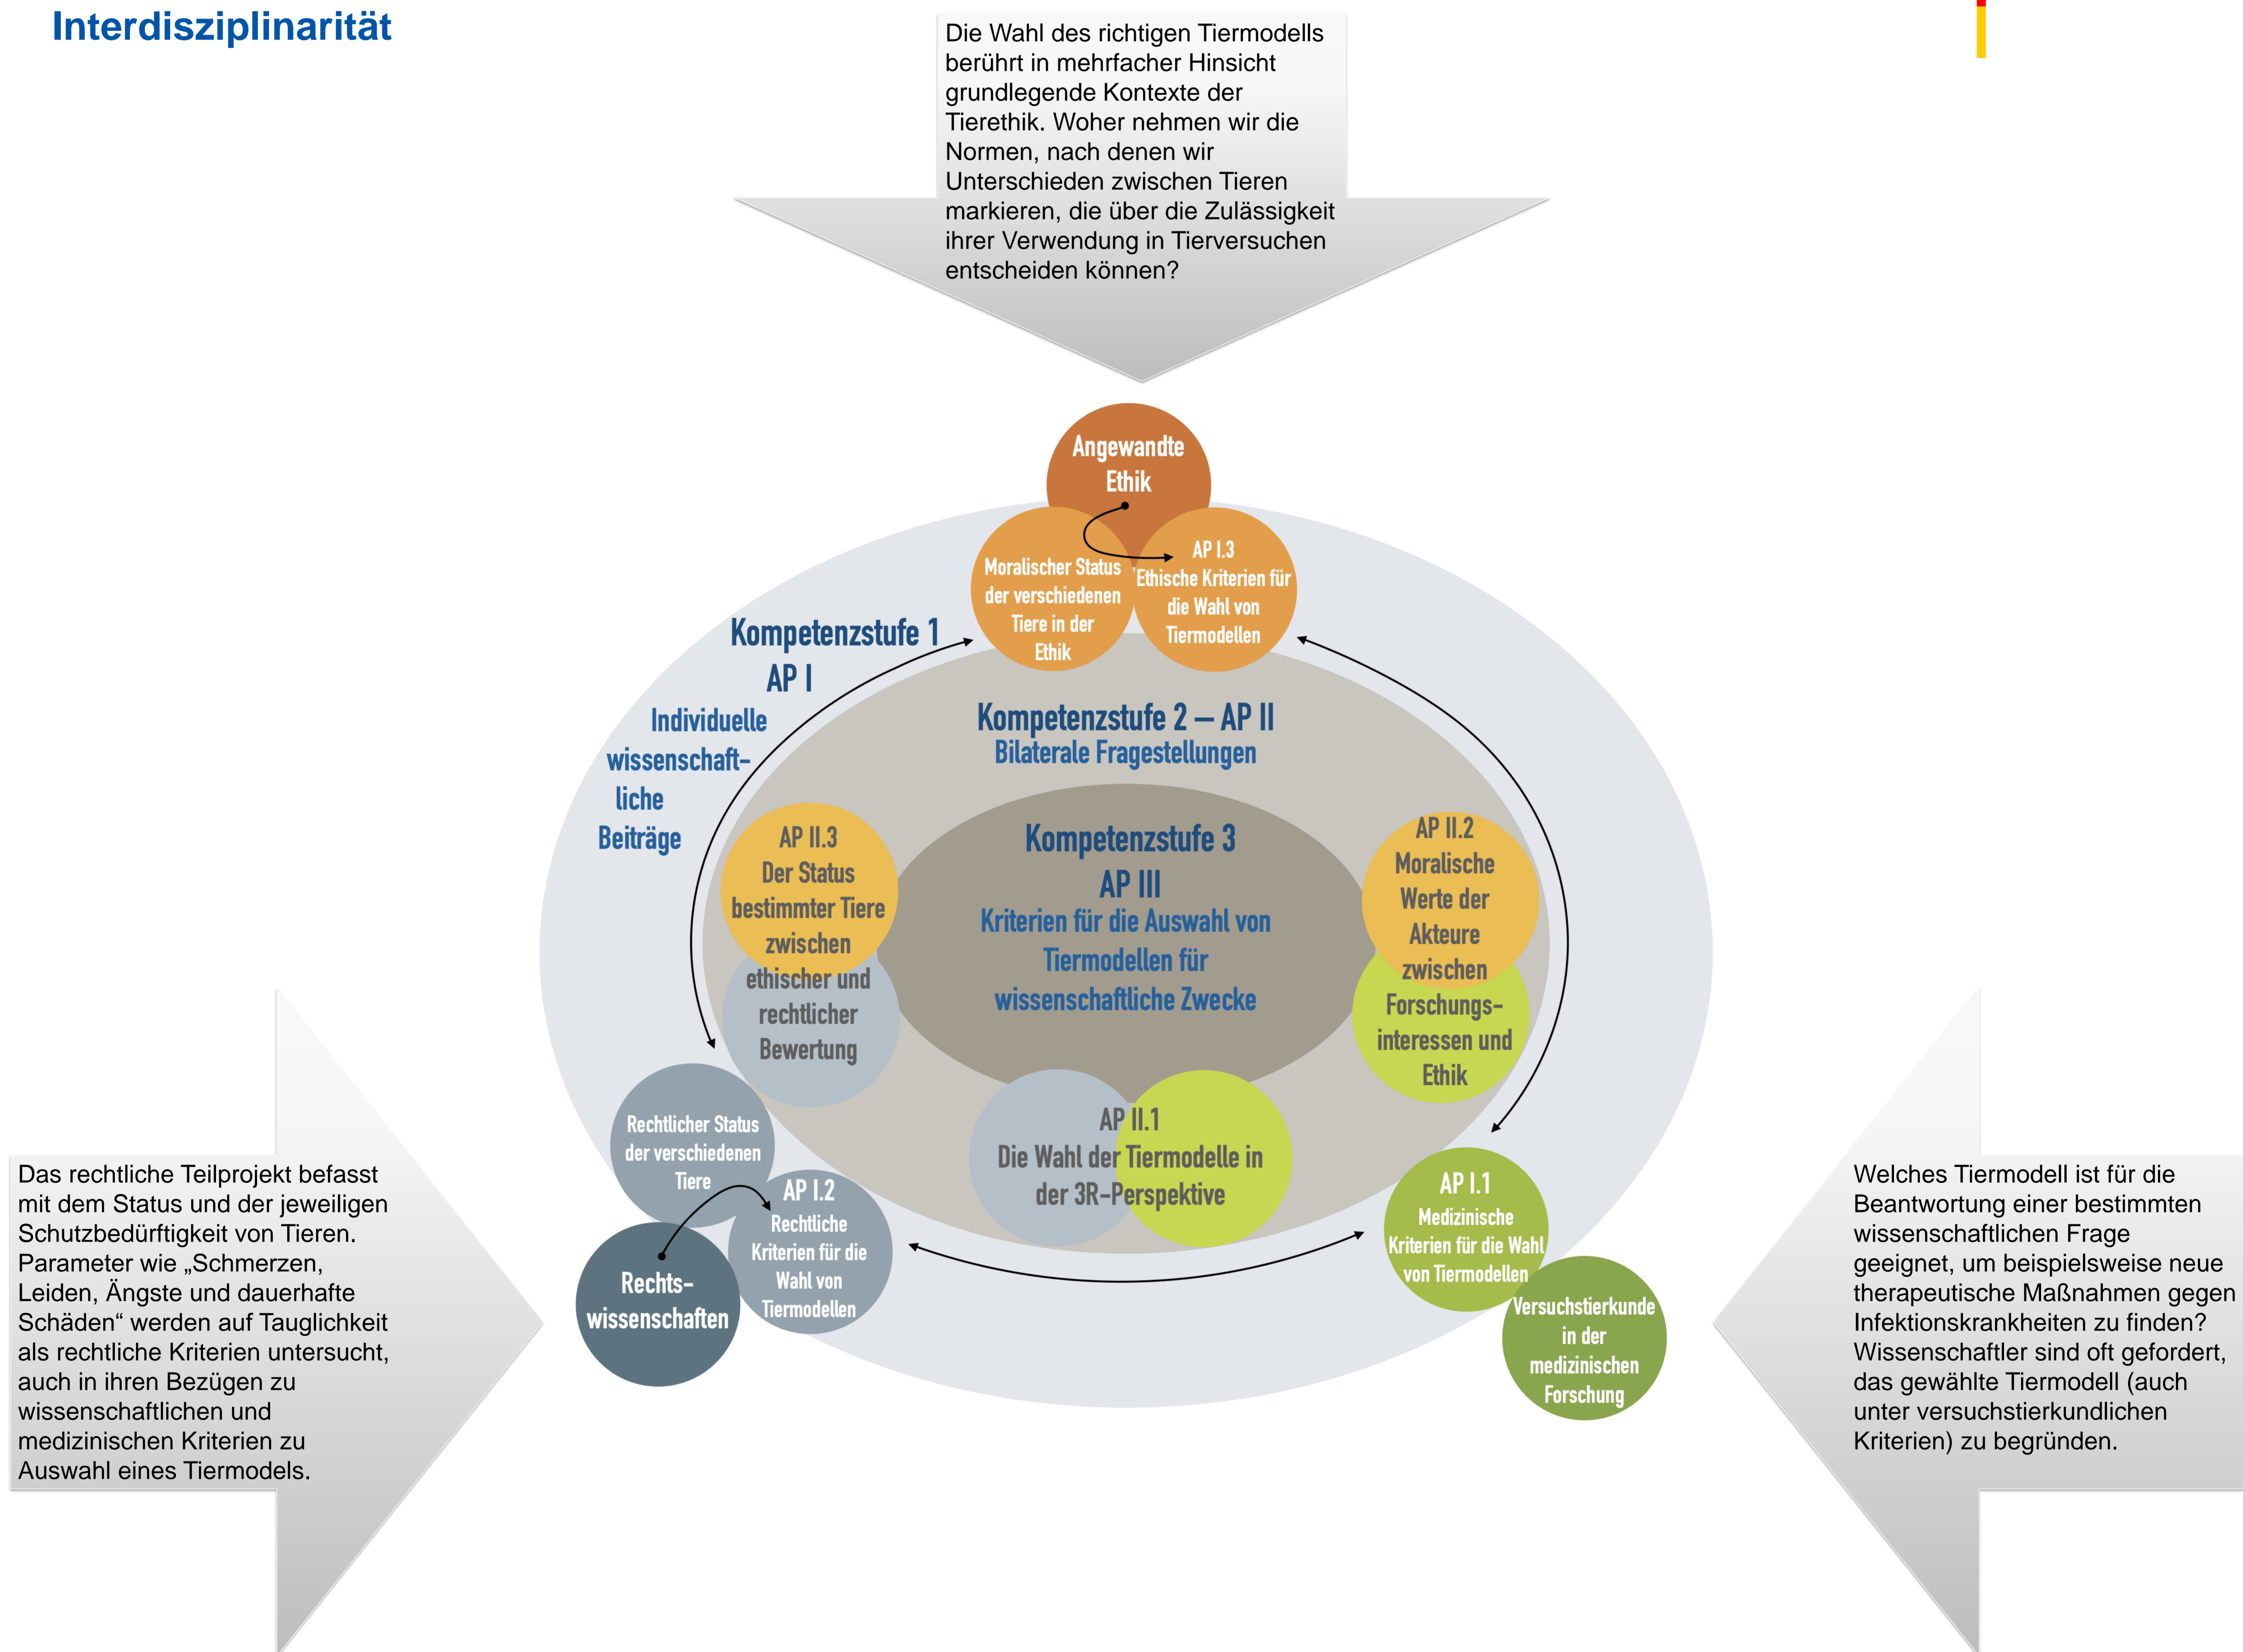 Interdisziplinarität
Die Wahl des richtigen Tiermodells
berührt in mehrfacher Hinsicht
grundlegende Kontexte der
Tierethik. Woher nehmen wir die
Normen, nach denen wir
Unterschieden zwischen Tieren
markieren, die über die Zulässigkeit
ihrer Verwendung in Tierversuchen
entscheiden können?
Angewandte
Ethik
Moralischer Status
der verschiedenen
Tiere in der
Ethik
AP I.3
Ethische Kriterien für
die Wahl von
Tiermodellen
Kompetenzstufe 1
AP I
Individuelle
wissenschaft-
liche
Beiträge
Kompetenzstufe 2 – AP II
Bilaterale Fragestellungen
Kompetenzstufe 3
AP III
Kriterien für die Auswahl von
Tiermodellen für
wissenschaftliche Zwecke
AP II.3
Der Status
bestimmter Tiere
zwischen
ethischer und
rechtlicher
Bewertung
AP II.2
Moralische
Werte der
Akteure
zwischen
Forschungs-
interessen und
Ethik
AP II.1
Die Wahl der Tiermodelle in
der 3R-Perspektive
Rechtlicher Status
der verschiedenen
Tiere
AP I.2
Rechtliche
Kriterien für die
Wahl von
Tiermodellen
Rechts-
wissenschaften
AP I.1
Medizinische
Kriterien für die Wahl
von Tiermodellen
Versuchstierkunde
in der
medizinischen
Forschung
Das rechtliche Teilprojekt befasst
mit dem Status und der jeweiligen
Schutzbedürftigkeit von Tieren.
Parameter wie „Schmerzen,
Leiden, Ängste und dauerhafte
Schäden“ werden auf Tauglichkeit
als rechtliche Kriterien untersucht,
auch in ihren Bezügen zu
wissenschaftlichen und
medizinischen Kriterien zu
Auswahl eines Tiermodels.
Welches Tiermodell ist für die
Beantwortung einer bestimmten
wissenschaftlichen Frage
geeignet, um beispielsweise neue
therapeutische Maßnahmen gegen
Infektionskrankheiten zu finden?
Wissenschaftler sind oft gefordert,
das gewählte Tiermodell (auch
unter versuchstierkundlichen
Kriterien) zu begründen.